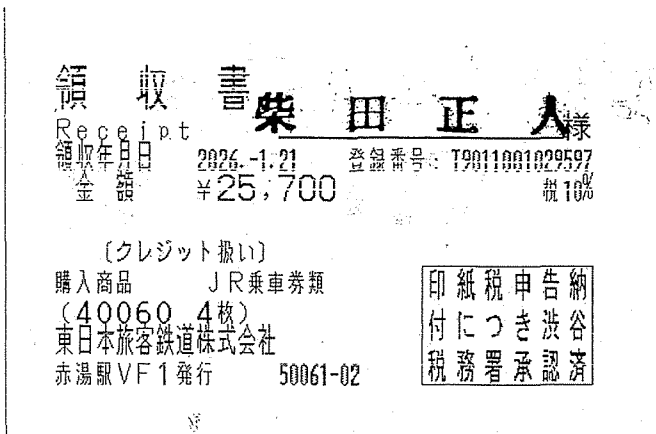 領収書
柴田正人様
Receipt
領収年月日 2026.-1.21 登録番号: T9011001029597
金額 ¥25,700 税10%
(クレジット扱い)
購入商品 JR乗車券類
(40060 4枚)
東日本旅客鉄道株式会社
赤湯駅VF1発行 50061-02
印紙税申告納
付につき渋谷
税務署承認済